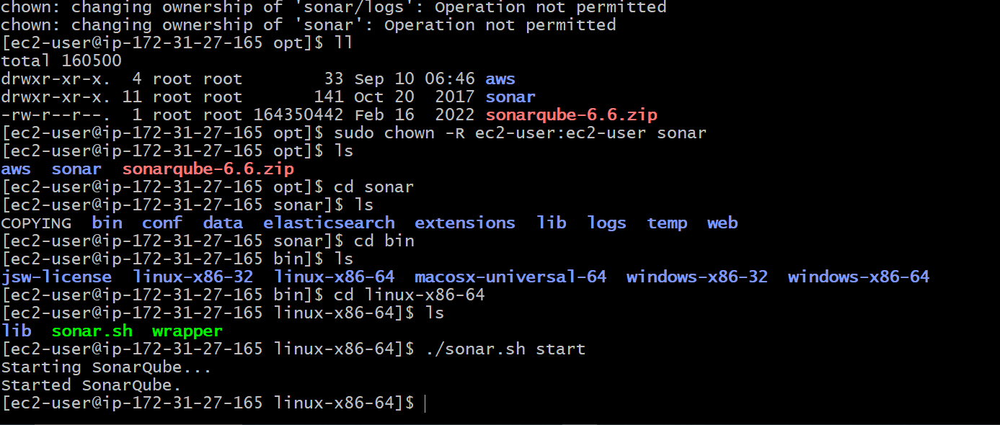 chown: changing ownership of 'sonar/logs': Operation not permitted
chown: changing ownership of 'sonar': Operation not permitted
[ec2-user@ip-172-31-27-165 opt]$ ll
total 160500
drwxr-xr-x.  4 root root        33 Sep 10 06:46 aws
drwxr-xr-x. 11 root root       141 Oct 20  2017 sonar
-rw-r--r--.  1 root root 164350442 Feb 16  2022 sonarqube-6.6.zip
[ec2-user@ip-172-31-27-165 opt]$ sudo chown -R ec2-user:ec2-user sonar
[ec2-user@ip-172-31-27-165 opt]$ ls
aws  sonar  sonarqube-6.6.zip
[ec2-user@ip-172-31-27-165 opt]$ cd sonar
[ec2-user@ip-172-31-27-165 sonar]$ ls
COPYING  bin  conf  data  elasticsearch  extensions  lib  logs  temp  web
[ec2-user@ip-172-31-27-165 sonar]$ cd bin
[ec2-user@ip-172-31-27-165 bin]$ ls
jsw-license  linux-x86-32  linux-x86-64  macosx-universal-64  windows-x86-32  windows-x86-64
[ec2-user@ip-172-31-27-165 bin]$ cd linux-x86-64
[ec2-user@ip-172-31-27-165 linux-x86-64]$ ls
lib  sonar.sh  wrapper
[ec2-user@ip-172-31-27-165 linux-x86-64]$ ./sonar.sh start
Starting SonarQube...
Started SonarQube.
[ec2-user@ip-172-31-27-165 linux-x86-64]$